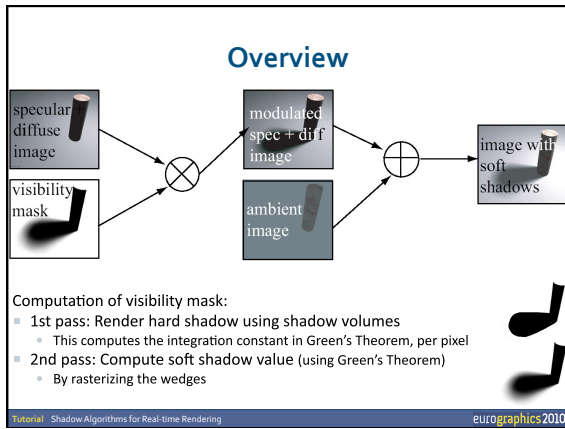 Overview
specular +
diffuse
image
visibility
mask
modulated
spec + diff
image
ambient
image
image with
soft
shadows
Computation of visibility mask:
1st pass: Render hard shadow using shadow volumes
This computes the integration constant in Green's Theorem, per pixel
2nd pass: Compute soft shadow value (using Green's Theorem)
By rasterizing the wedges
Tutorial Shadow Algorithms for Real-time Rendering
eurographics2010